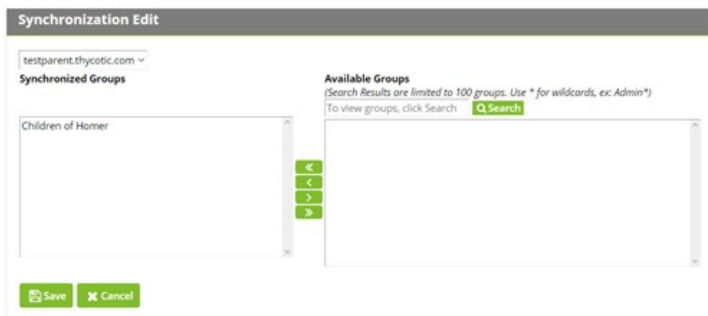 Synchronization Edit
testparent.thycotic.com
Synchronized Groups
Available Groups
(Search Results are limited to 100 groups. Use * for wildcards, ex: Admin*)
To view groups, click Search
Search
Children of Homer
Save
Cancel